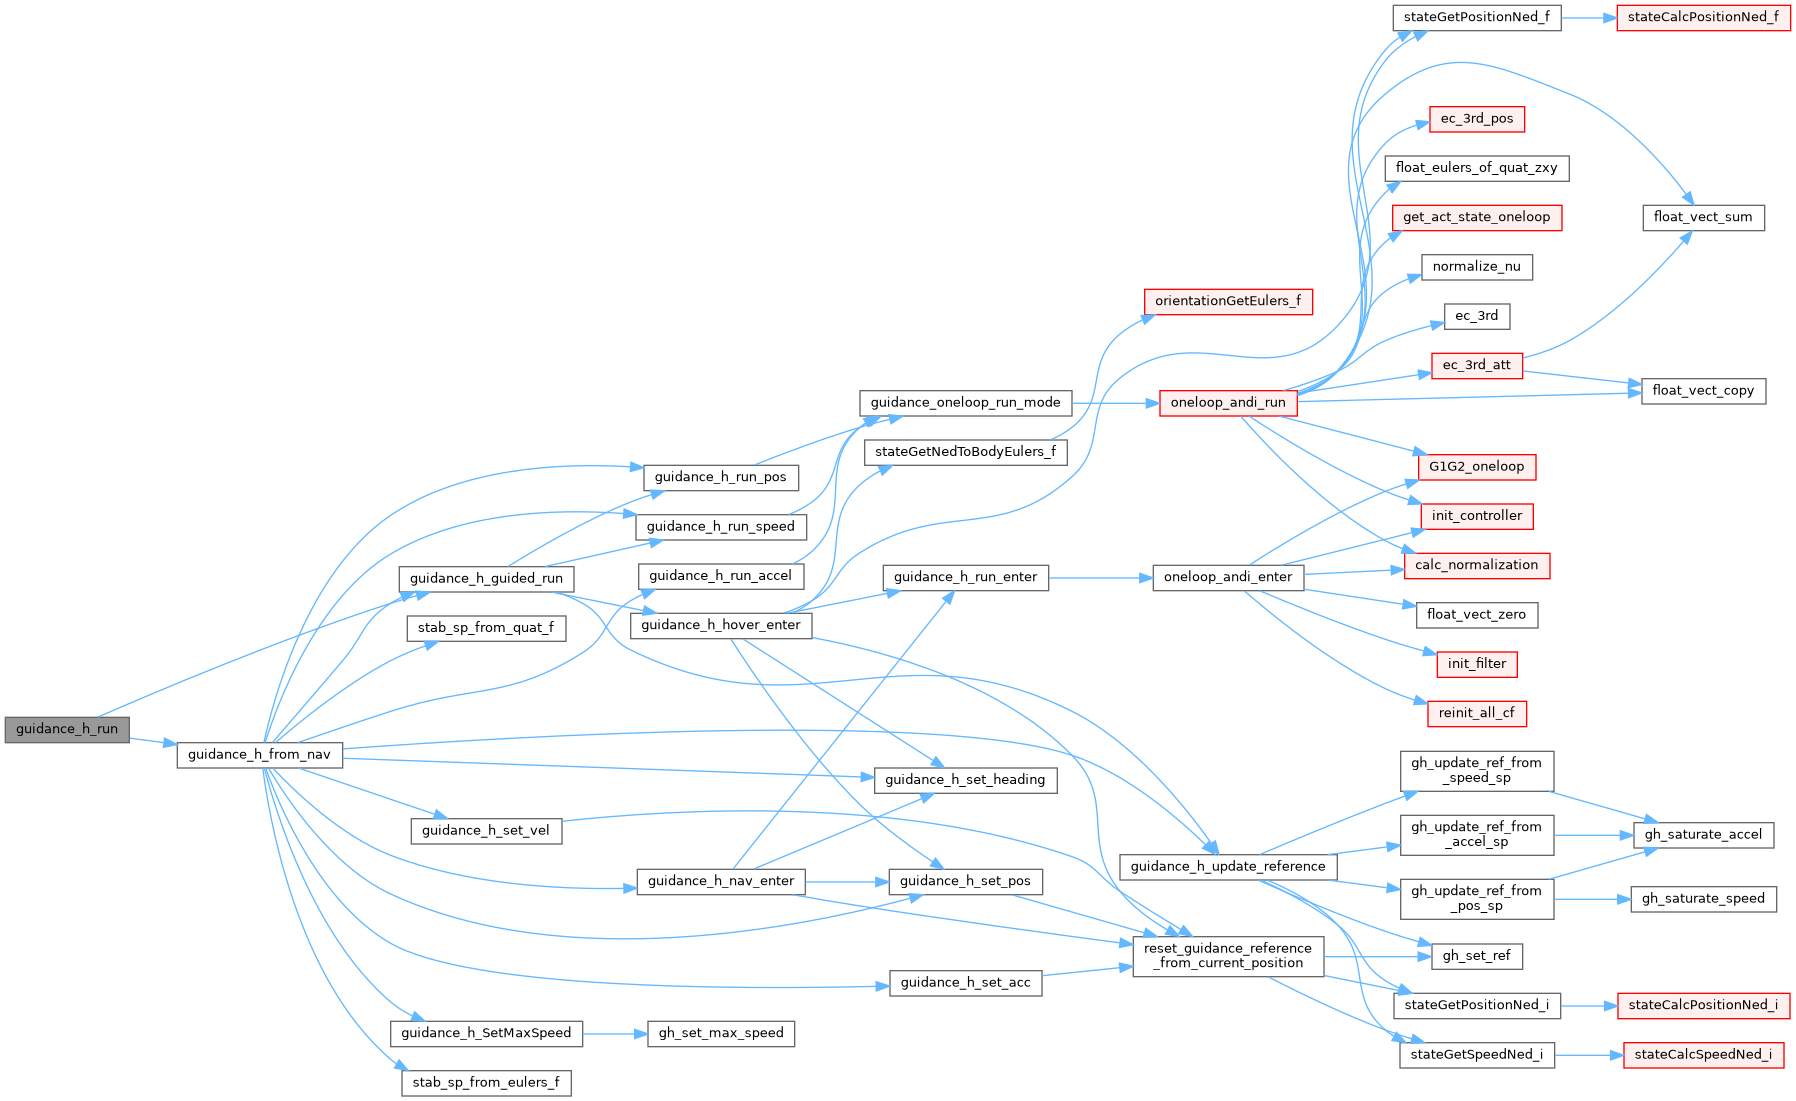 guidance_h_run
guidance_h_from_nav
guidance_h_guided_run
stab_sp_from_quat_f
guidance_h_set_vel
guidance_h_SetMaxSpeed
stab_sp_from_eulers_f
guidance_h_run_pos
guidance_h_run_speed
guidance_h_run_accel
guidance_h_hover_enter
guidance_h_nav_enter
gh_set_max_speed
guidance_oneloop_run_mode
stateGetNedToBodyEulers_f
guidance_h_run_enter
guidance_h_set_heading
guidance_h_set_pos
guidance_h_set_acc
orientationGetEulers_f
oneloop_andi_run
oneloop_andi_enter
guidance_h_update_reference
reset_guidance_reference
_from_current_position
stateGetPositionNed_f
ec_3rd_pos
float_eulers_of_quat_zxy
get_act_state_oneloop
normalize_nu
ec_3rd
ec_3rd_att
G1G2_oneloop
init_controller
calc_normalization
float_vect_zero
init_filter
reinit_all_cf
gh_update_ref_from
_speed_sp
gh_update_ref_from
_accel_sp
gh_update_ref_from
_pos_sp
gh_set_ref
stateGetPositionNed_i
stateGetSpeedNed_i
stateCalcPositionNed_f
float_vect_sum
float_vect_copy
gh_saturate_accel
gh_saturate_speed
stateCalcPositionNed_i
stateCalcSpeedNed_i